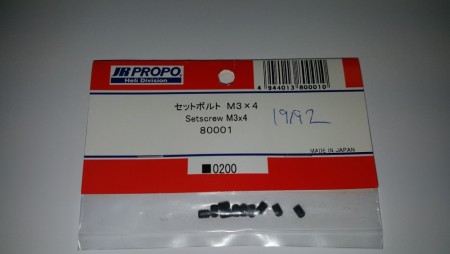 JR PROPO
Heli Division
4 944013 800010
セットボルト M3×4
Setscrew M3x4
80001
19/92
MADE IN JAPAN
■0200